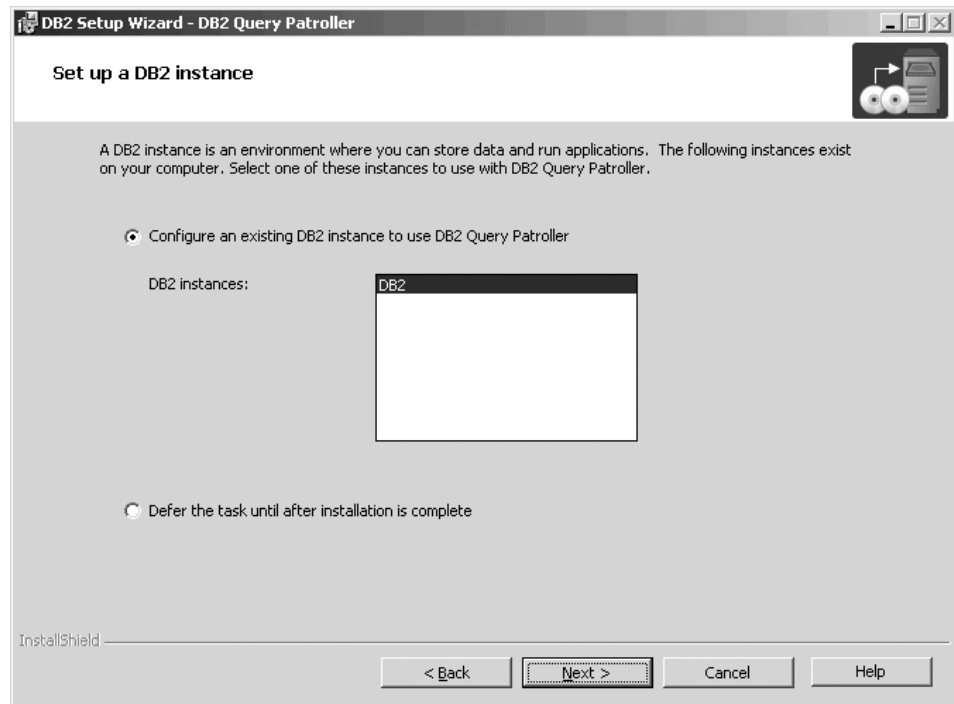 DB2 Setup Wizard - DB2 Query Patroller
Set up a DB2 instance
A DB2 instance is an environment where you can store data and run applications. The following instances exist
on your computer. Select one of these instances to use with DB2 Query Patroller.
Configure an existing DB2 instance to use DB2 Query Patroller
DB2 instances:
DB2
Defer the task until after installation is complete
InstallShield
< Back
Next >
Cancel
Help